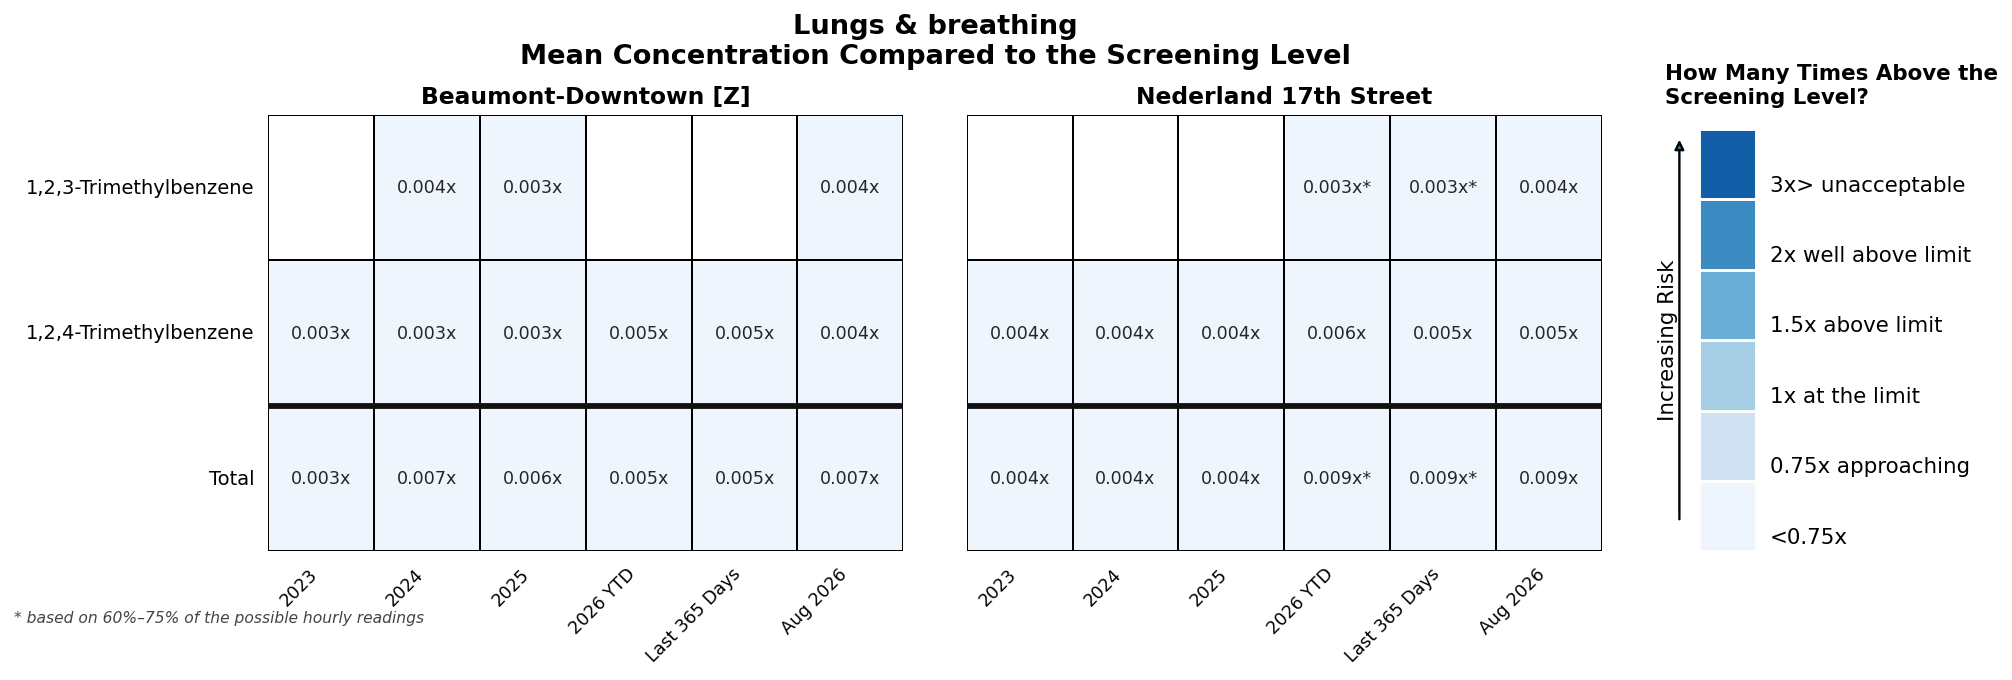 Lungs & breathing
Mean Concentration Compared to the Screening Level
Beaumont-Downtown [Z]
Nederland 17th Street
How Many Times Above the
Screening Level?
1,2,3-Trimethylbenzene
0.004x 0.003x 0.004x
0.003x* 0.003x* 0.004x
1,2,4-Trimethylbenzene
0.003x 0.003x 0.003x 0.005x 0.005x 0.004x
0.004x 0.004x 0.004x 0.006x 0.005x 0.005x
Total
0.003x 0.007x 0.006x 0.005x 0.005x 0.007x
0.004x 0.004x 0.004x 0.009x* 0.009x* 0.009x
2023 2024 2025 2026 YTD Last 365 Days Aug 2026
2023 2024 2025 2026 YTD Last 365 Days Aug 2026
Increasing Risk
3x> unacceptable
2x well above limit
1.5x above limit
1x at the limit
0.75x approaching
<0.75x
* based on 60%–75% of the possible hourly readings